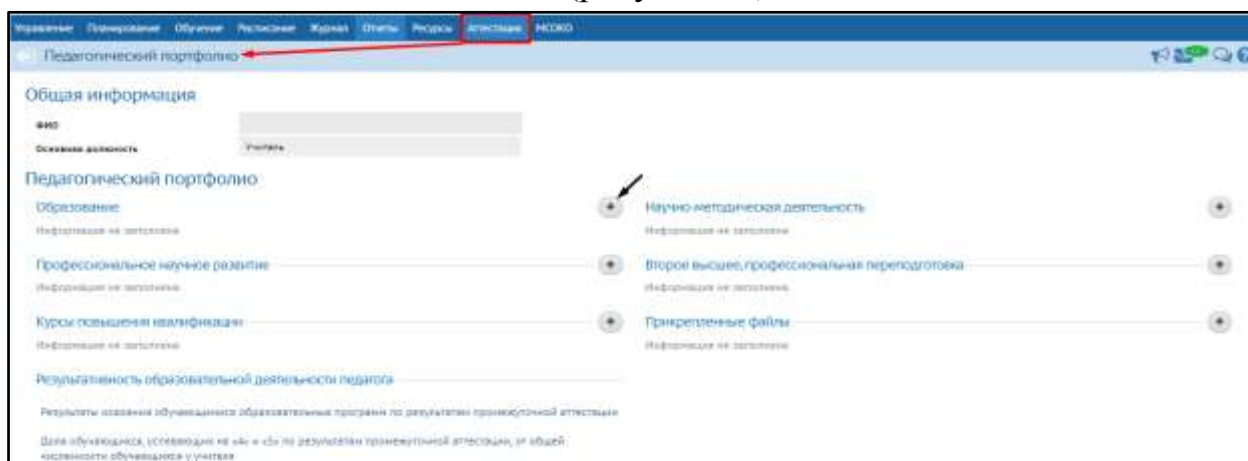 Управление Планирование Обучение Расписание Журнал Отчеты Ресурсы Аттестация МСОКО
Педагогический портфолио
Общая информация
ФИО
Основная должность Учитель
Педагогический портфолио
Образование
Информация не заполнена
Научно-методическая деятельность
Информация не заполнена
Профессиональное научное развитие
Информация не заполнена
Второе высшее, профессиональная переподготовка
Информация не заполнена
Курсы повышения квалификации
Информация не заполнена
Прикрепленные файлы
Информация не заполнена
Результативность образовательной деятельности педагога
Результаты освоения обучающимися образовательных программ по результатам промежуточной аттестации
Доля обучающихся, успевающих на «4» и «5» по результатам промежуточной аттестации, от общей
численности обучающихся у учителя